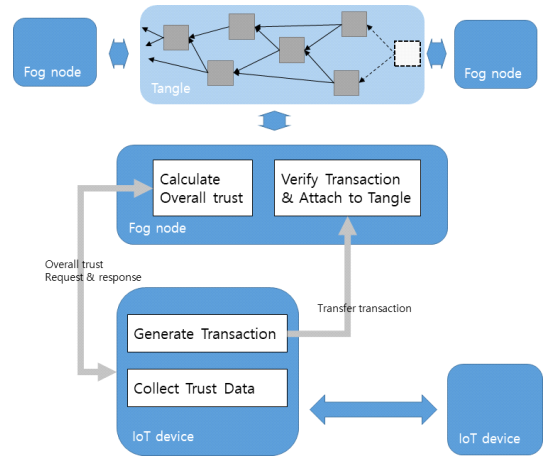 Fog node
Tangle
Fog node
Calculate
Overall trust
Verify Transaction
& Attach to Tangle
Fog node
Overall trust
Request & response
Transfer transaction
Generate Transaction
Collect Trust Data
IoT device
IoT device